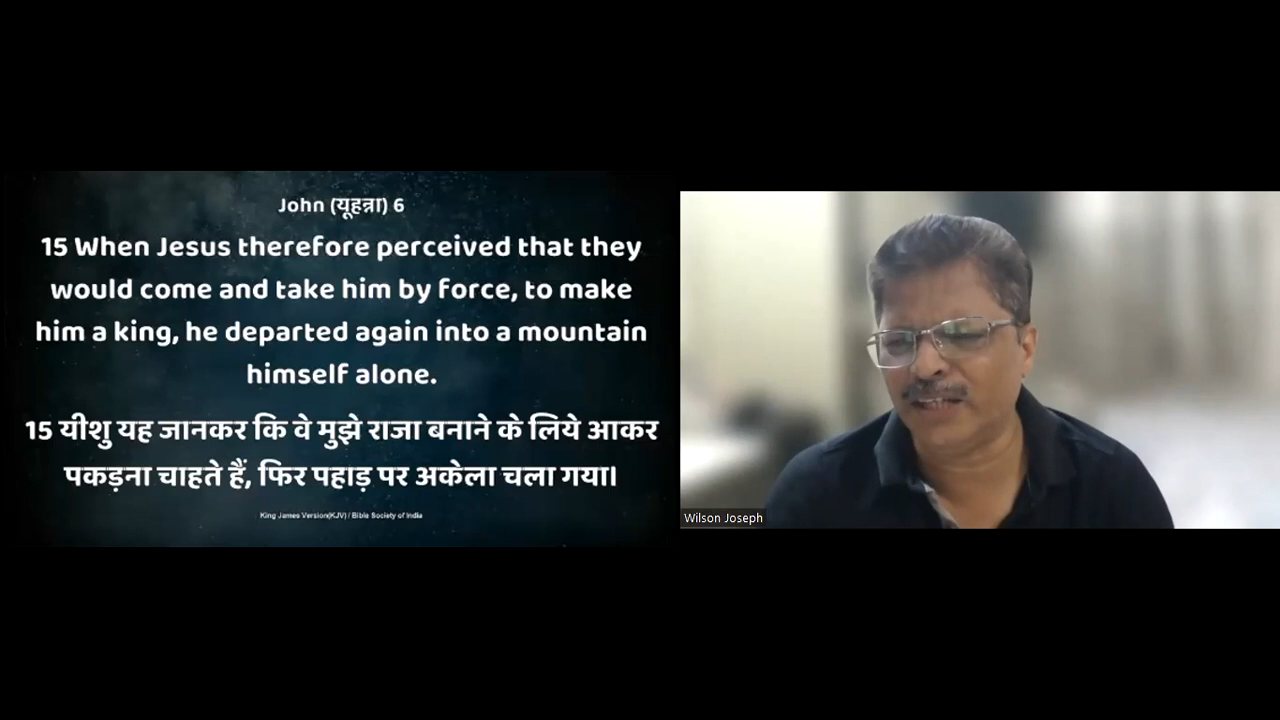 John (यूहन्ना) 6
15 When Jesus therefore perceived that they
would come and take him by force, to make
him a king, he departed again into a mountain
himself alone.
15 यीशु यह जानकर कि वे मुझे राजा बनाने के लिये आकर
पकड़ना चाहते हैं, फिर पहाड़ पर अकेला चला गया।
King James Version(KJV) / Bible Society of India
Wilson Joseph